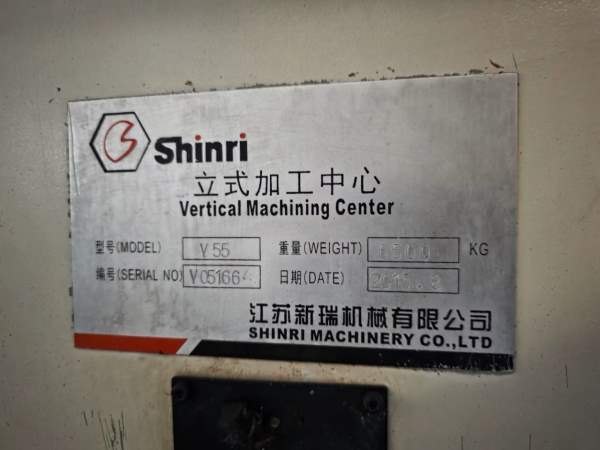 Shinri
立式加工中心
Vertical Machining Center
型号(MODEL) V55 重量(WEIGHT) KG
编号(SERIAL NO) 日期(DATE)
江苏新瑞机械有限公司
SHINRI MACHINERY CO.,LTD